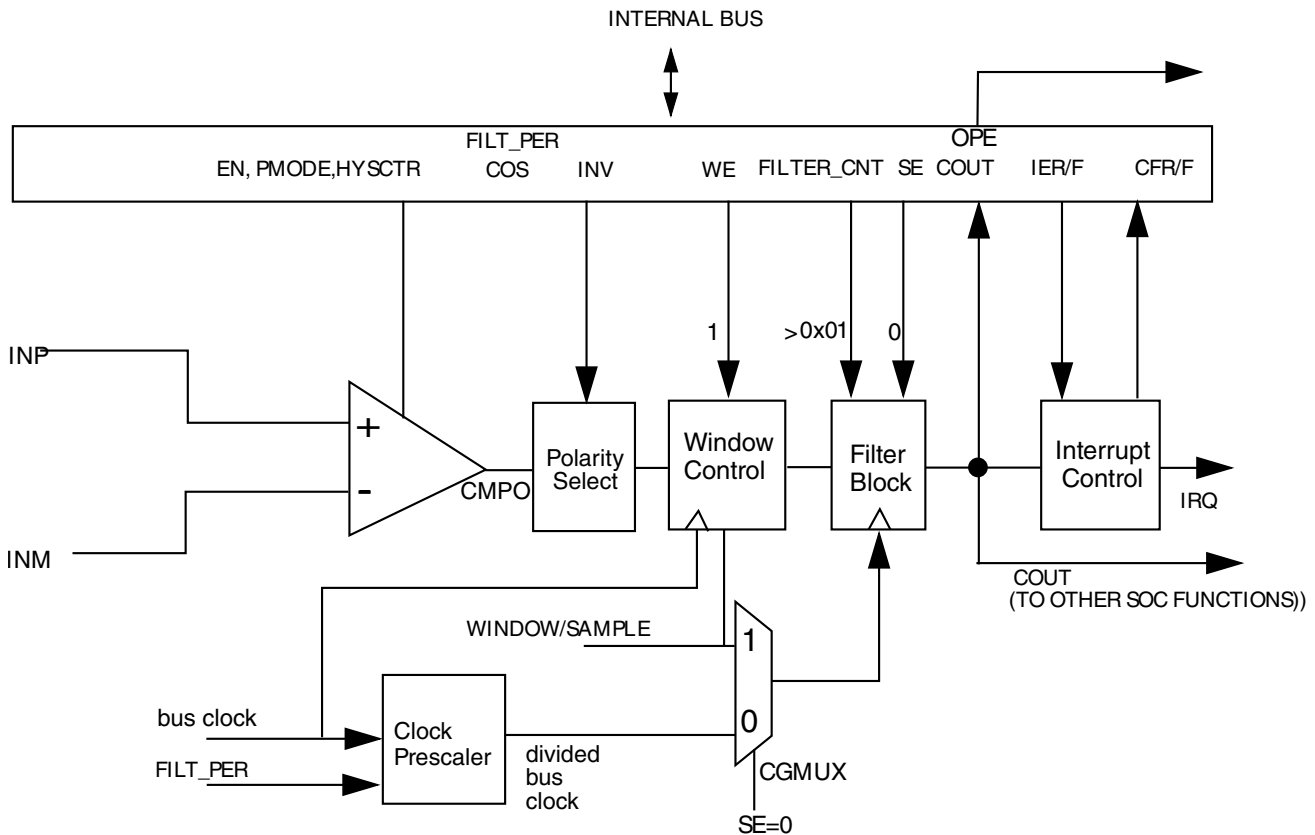 INTERNAL BUS
FILT_PER
OPE
EN, PMODE,HYSCTR
COS
INV
WE
FILTER_CNT
SE
COUT
IER/F
CFR/F
1
>0x01
0
INP
+
-
INM
CMPO
Polarity
Select
Window
Control
Filter
Block
Interrupt
Control
IRQ
COUT
(TO OTHER SOC FUNCTIONS))
WINDOW/SAMPLE
1
0
bus clock
FILT_PER
Clock
Prescaler
divided
bus
clock
CGMUX
SE=0